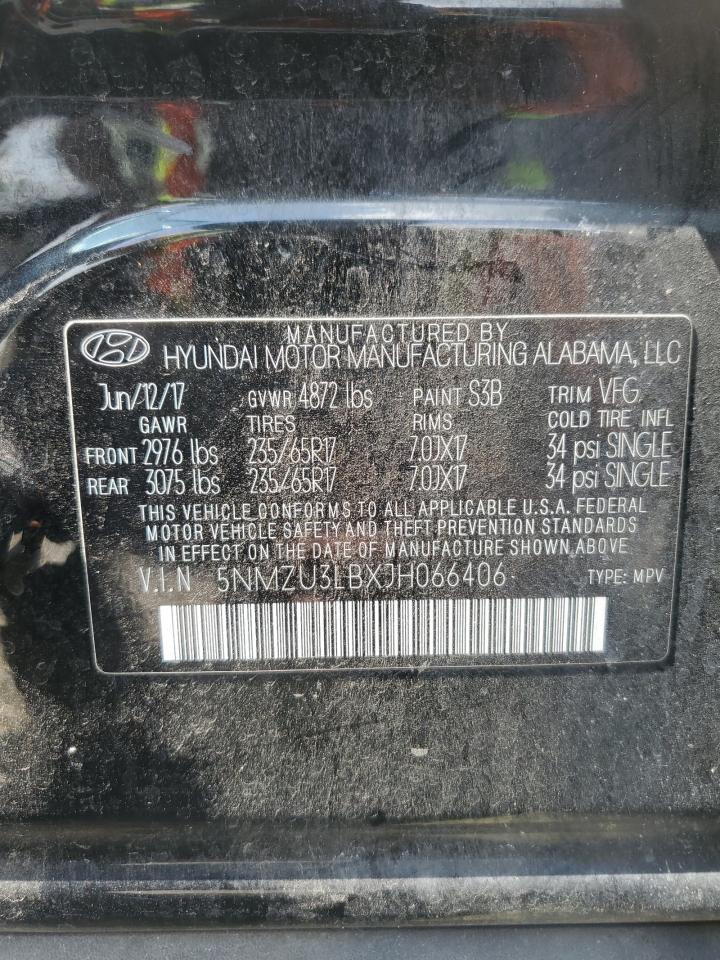 MANUFACTURED BY
HYUNDAI MOTOR MANUFACTURING ALABAMA, LLC
Jun/12/17 GVWR 4872 lbs PAINT S3B TRIM VFG
GAWR TIRES RIMS COLD TIRE INFL
FRONT 2976 lbs 235/65R17 7.0JX17 34 psi SINGLE
REAR 3075 lbs 235/65R17 7.0JX17 34 psi SINGLE
THIS VEHICLE CONFORMS TO ALL APPLICABLE U.S.A. FEDERAL
MOTOR VEHICLE SAFETY AND THEFT PREVENTION STANDARDS
IN EFFECT ON THE DATE OF MANUFACTURE SHOWN ABOVE
V.I.N 5NMZU3LBXJH066406 TYPE: MPV